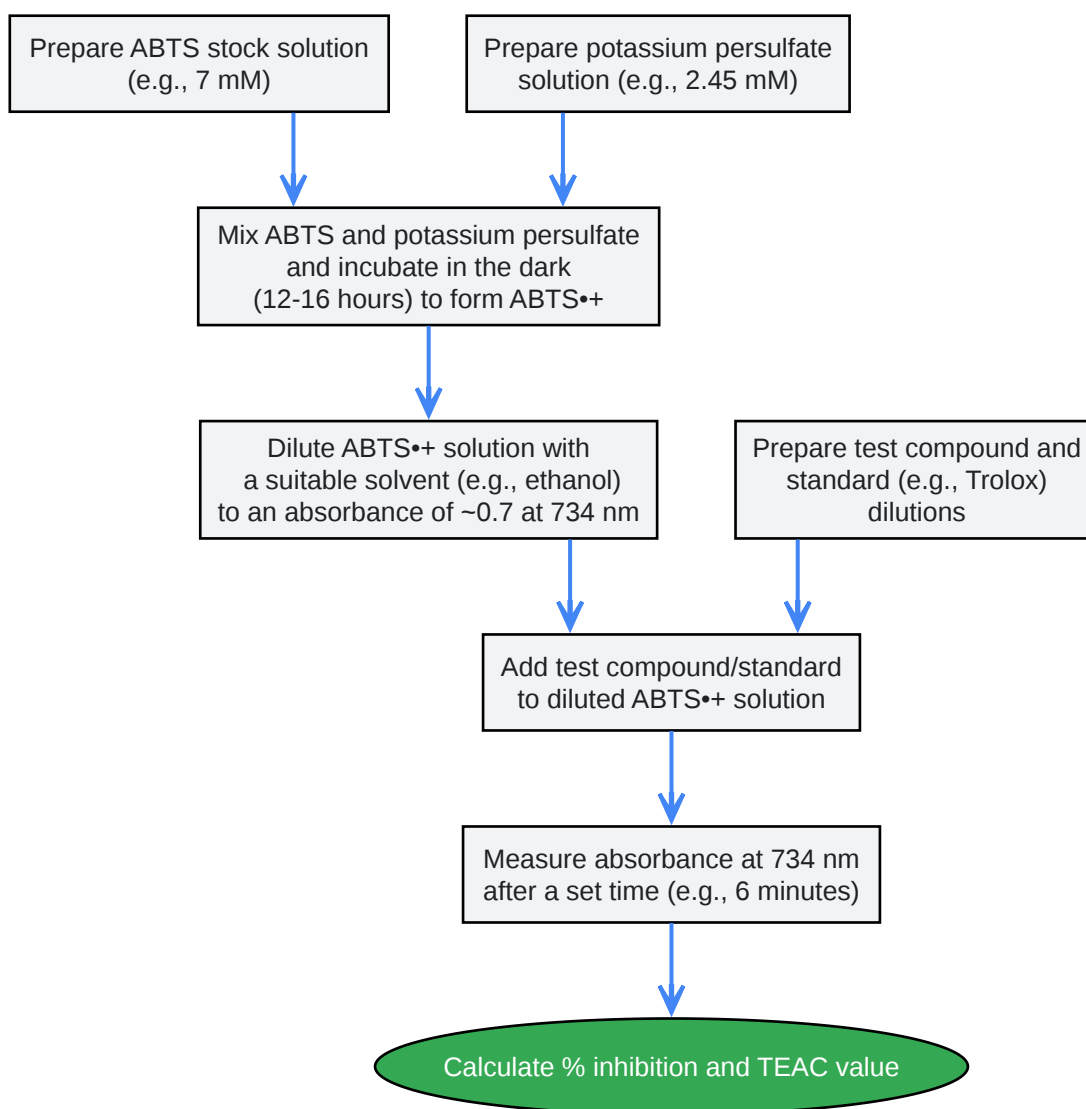 Prepare ABTS stock solution
(e.g., 7 mM)
Prepare potassium persulfate
solution (e.g., 2.45 mM)
Mix ABTS and potassium persulfate
and incubate in the dark
(12-16 hours) to form ABTS•+
Dilute ABTS•+ solution with
a suitable solvent (e.g., ethanol)
to an absorbance of ~0.7 at 734 nm
Prepare test compound and
standard (e.g., Trolox)
dilutions
Add test compound/standard
to diluted ABTS•+ solution
Measure absorbance at 734 nm
after a set time (e.g., 6 minutes)
Calculate % inhibition and TEAC value